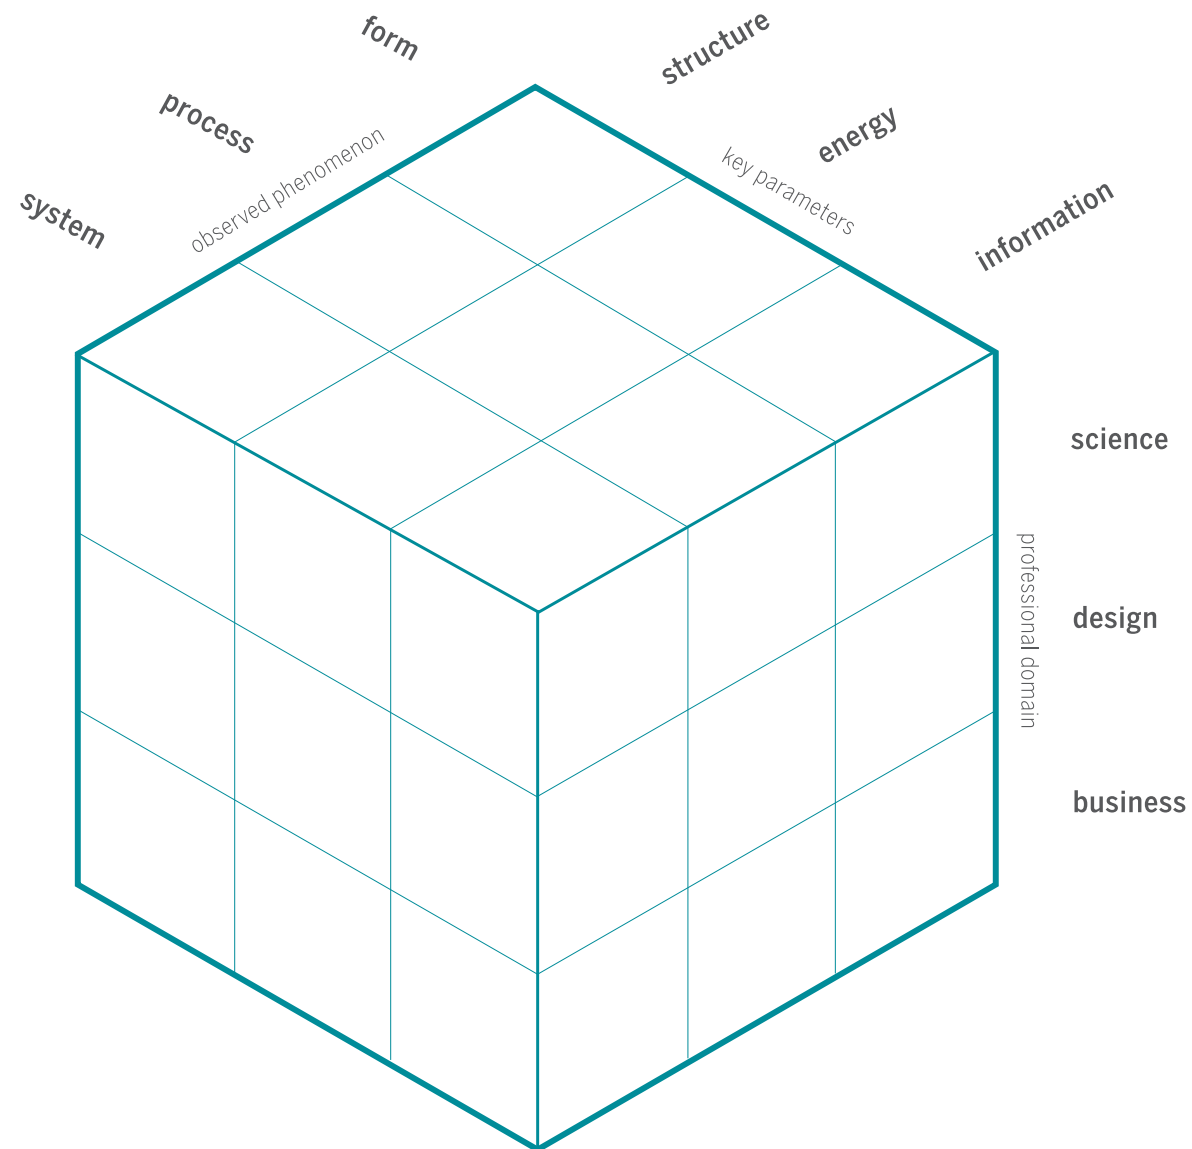 form
process
system
observed phenomenon
structure
energy
information
key parameters
science
design
business
professional domain